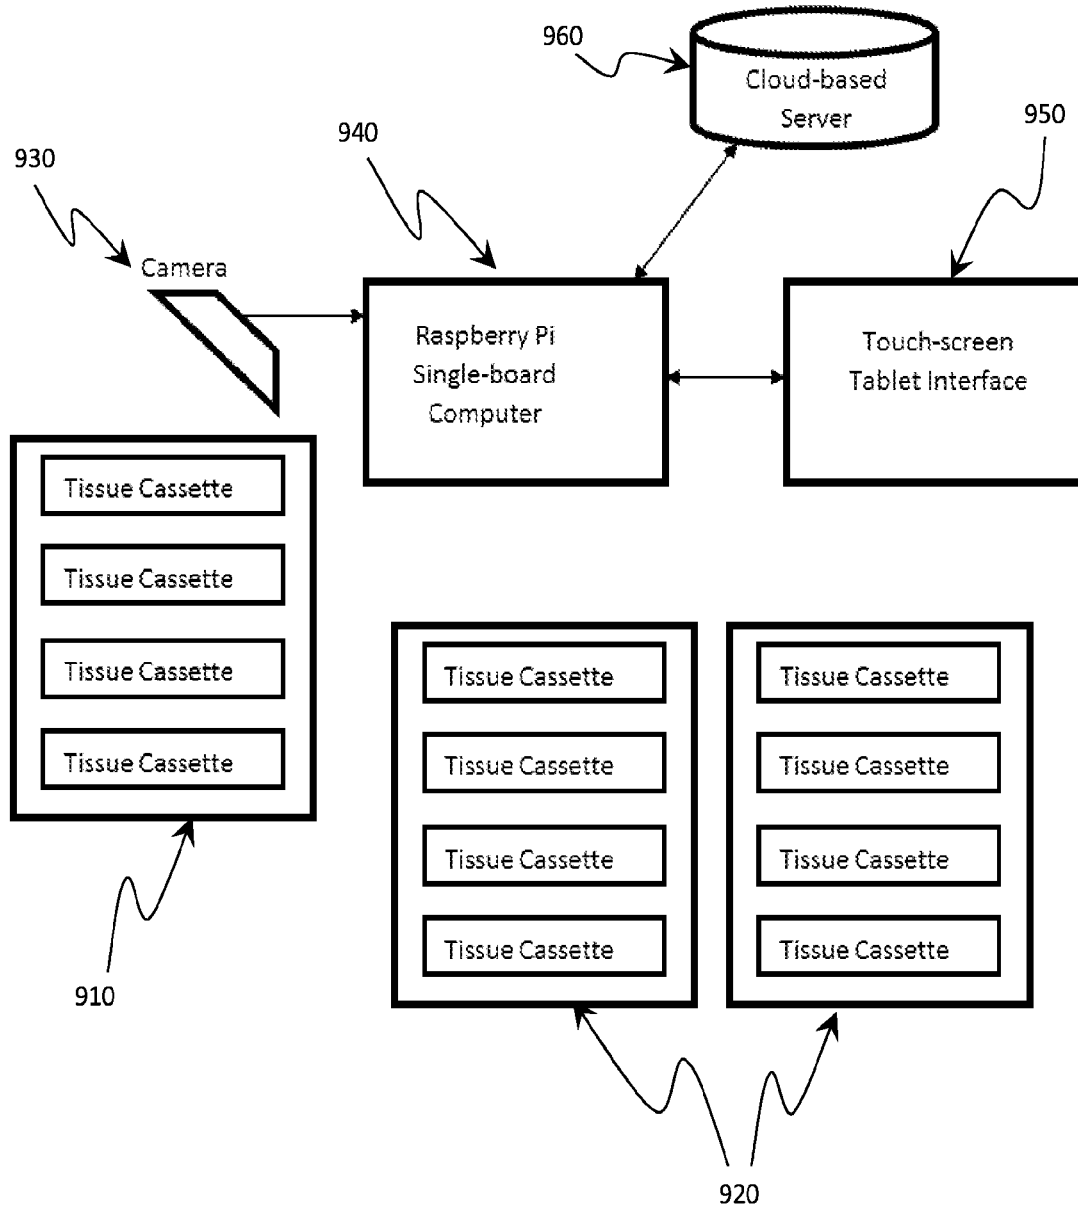 960
Cloud-based
Server
950
940
930
Camera
Raspberry Pi
Single-board
Computer
Touch-screen
Tablet Interface
Tissue Cassette
Tissue Cassette
Tissue Cassette
Tissue Cassette
910
Tissue Cassette
Tissue Cassette
Tissue Cassette
Tissue Cassette
Tissue Cassette
Tissue Cassette
Tissue Cassette
Tissue Cassette
920